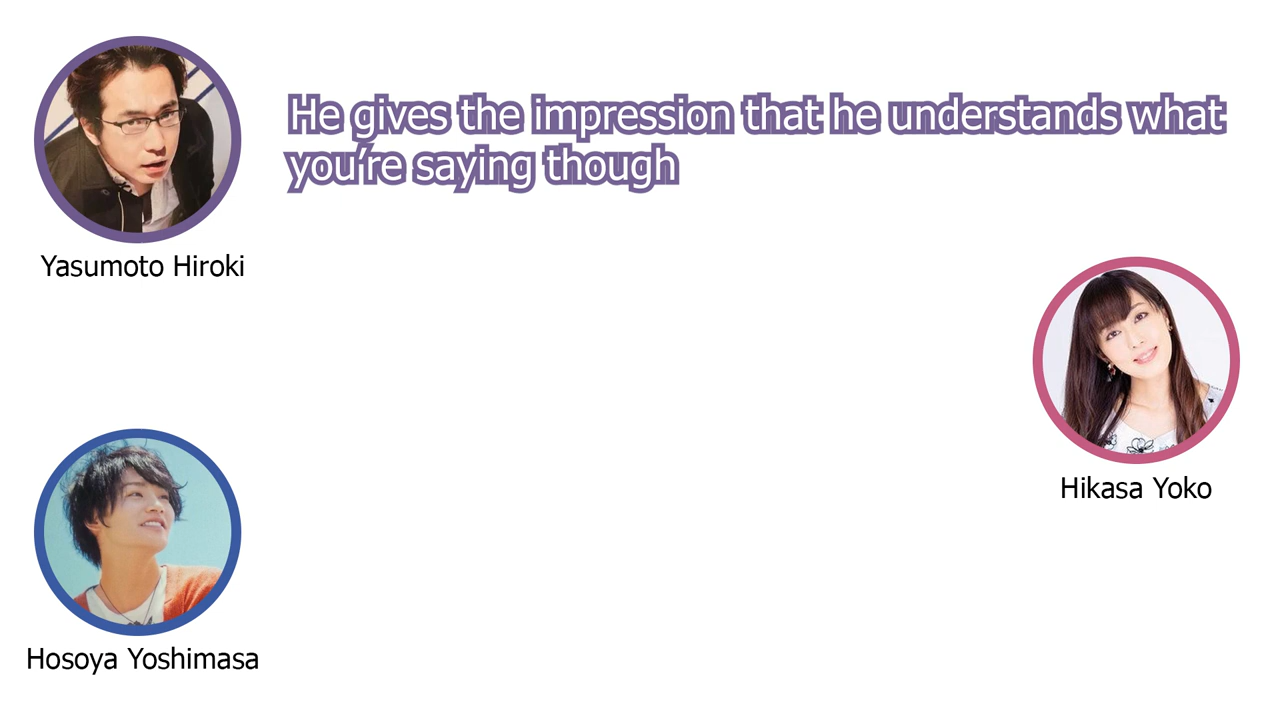 He gives the impression that he understands what
you're saying though
Yasumoto Hiroki
Hikasa Yoko
Hosoya Yoshimasa